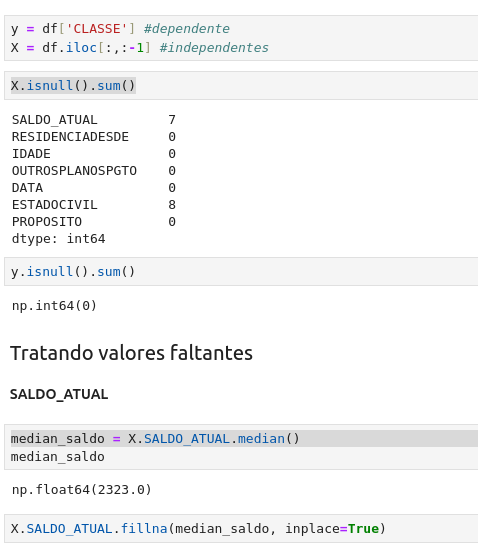 y = df['CLASSE'] #dependente
X = df.iloc[:,:-1] #independentes
X.isnull().sum()
SALDO_ATUAL 7
RESIDENCIADESDE 0
IDADE 0
OUTROSPLANOSPGTO 0
DATA 0
ESTADOCIVIL 8
PROPOSITO 0
dtype: int64
y.isnull().sum()
np.int64(0)
Tratando valores faltantes
SALDO_ATUAL
median_saldo = X.SALDO_ATUAL.median()
median_saldo
np.float64(2323.0)
X.SALDO_ATUAL.fillna(median_saldo, inplace=True)